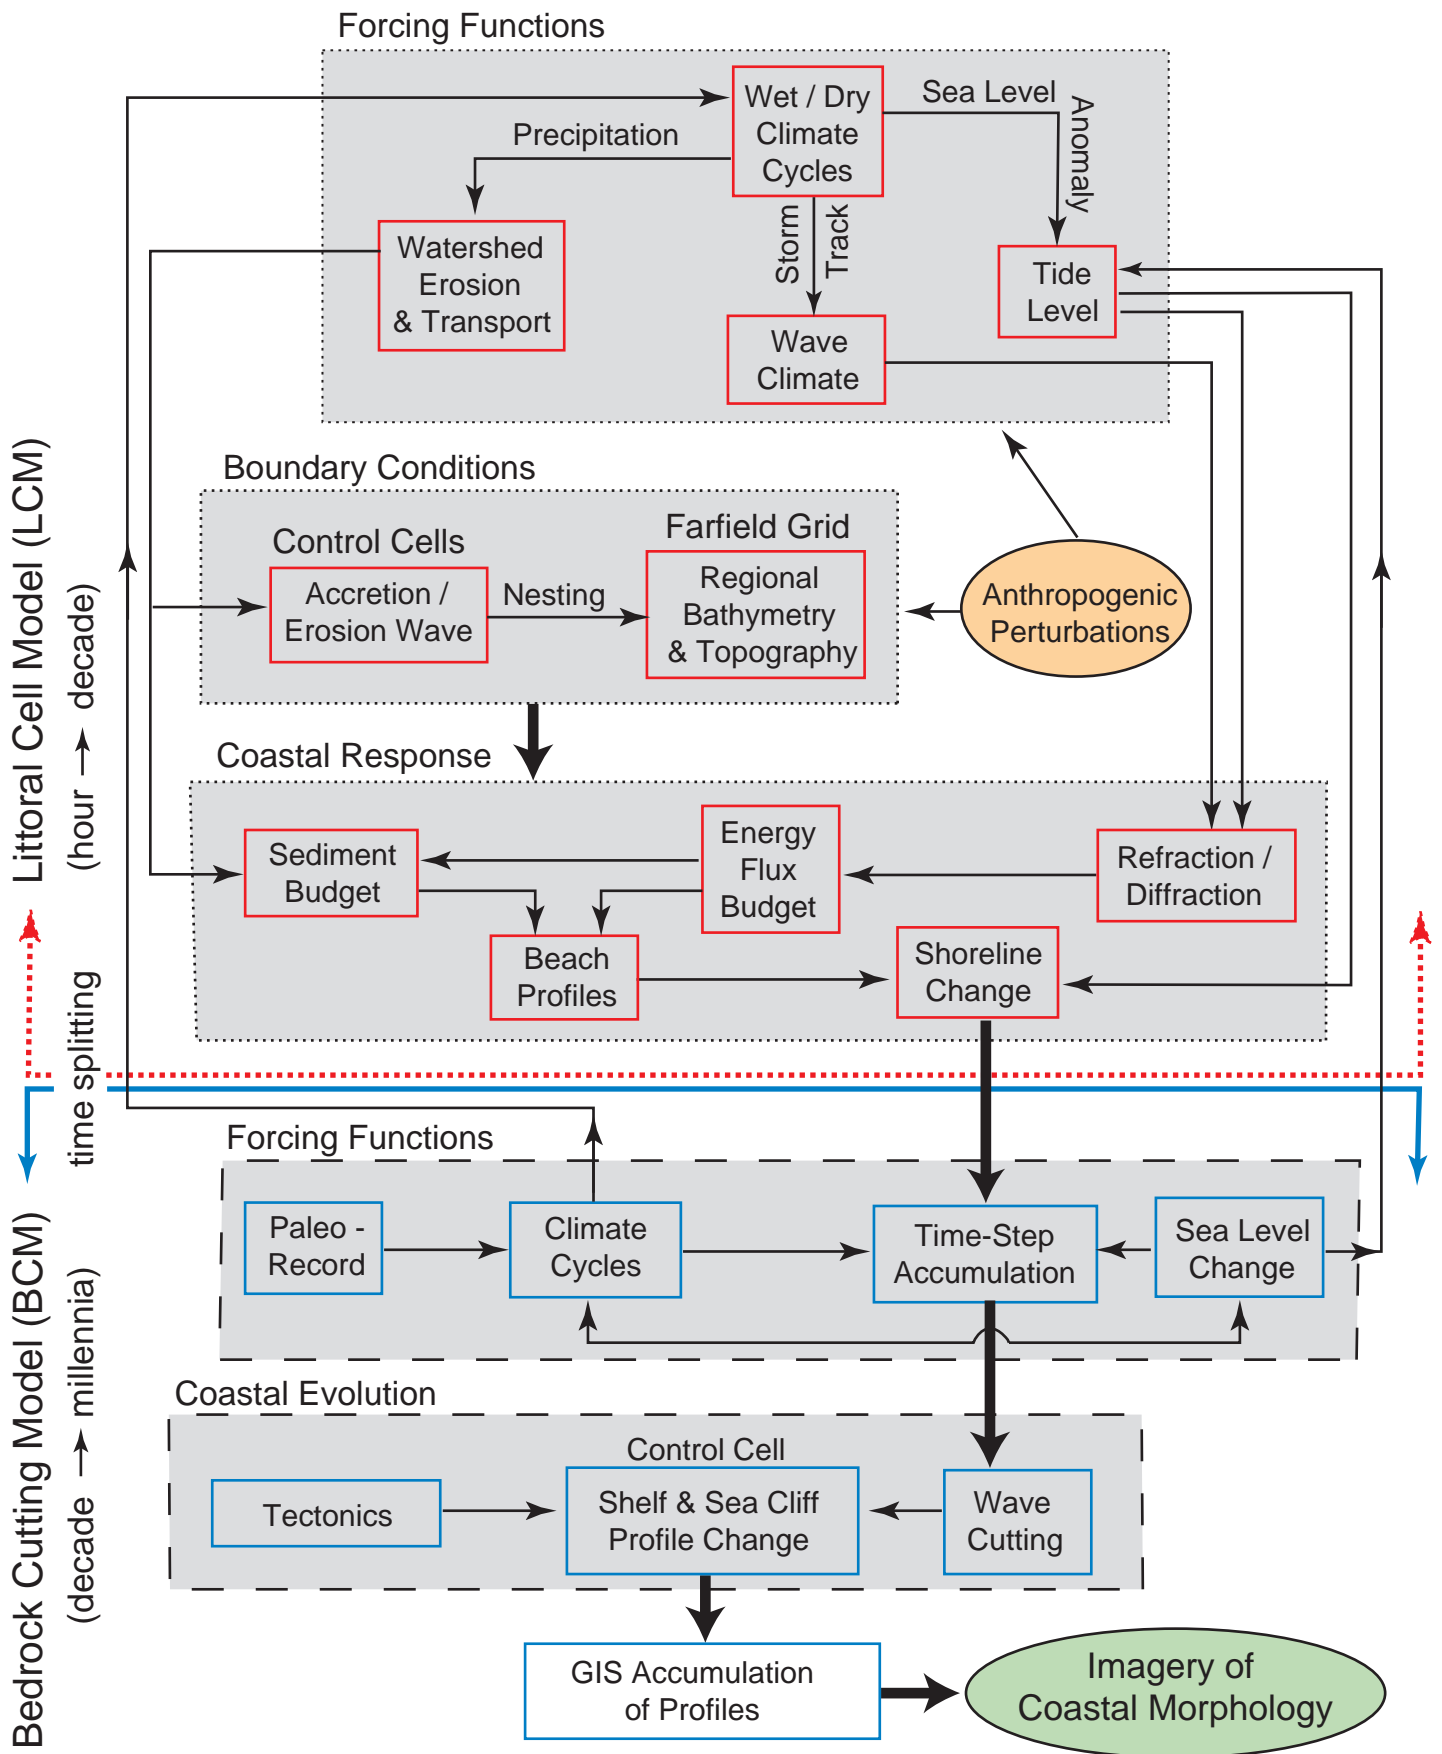 Forcing Functions
Wet / Dry
Climate
Cycles
Sea Level
Anomaly
Precipitation
Storm
Track
Watershed
Erosion
& Transport
Tide
Level
Wave
Climate
Littoral Cell Model (LCM)
(hour → decade)
Boundary Conditions
Control Cells
Farfield Grid
Accretion /
Erosion Wave
Nesting
Regional
Bathymetry
& Topography
Anthropogenic
Perturbations
Coastal Response
Sediment
Budget
Energy
Flux
Budget
Refraction /
Diffraction
Beach
Profiles
Shoreline
Change
time splitting
Bedrock Cutting Model (BCM)
(decade → millennia)
Forcing Functions
Paleo -
Record
Climate
Cycles
Time-Step
Accumulation
Sea Level
Change
Coastal Evolution
Control Cell
Tectonics
Shelf & Sea Cliff
Profile Change
Wave
Cutting
GIS Accumulation
of Profiles
Imagery of
Coastal Morphology